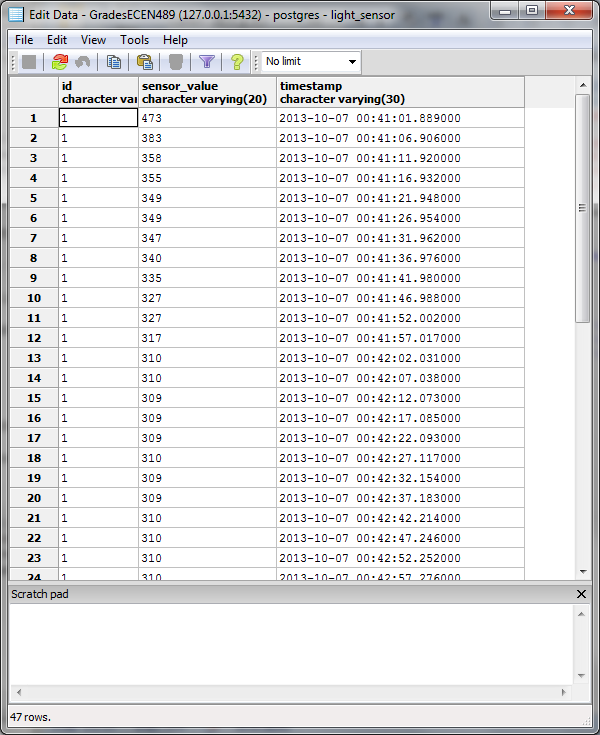 Edit Data - GradesECEN489 (127.0.0.1:5432) - postgres - light_sensor
File Edit View Tools Help
No limit
id sensor_value timestamp
character var character varying(20) character varying(30)
1 1 473 2013-10-07 00:41:01.889000
2 1 383 2013-10-07 00:41:06.906000
3 1 358 2013-10-07 00:41:11.920000
4 1 355 2013-10-07 00:41:16.932000
5 1 349 2013-10-07 00:41:21.948000
6 1 349 2013-10-07 00:41:26.954000
7 1 347 2013-10-07 00:41:31.962000
8 1 340 2013-10-07 00:41:36.976000
9 1 335 2013-10-07 00:41:41.980000
10 1 327 2013-10-07 00:41:46.988000
11 1 327 2013-10-07 00:41:52.002000
12 1 317 2013-10-07 00:41:57.017000
13 1 310 2013-10-07 00:42:02.031000
14 1 310 2013-10-07 00:42:07.038000
15 1 309 2013-10-07 00:42:12.073000
16 1 309 2013-10-07 00:42:17.085000
17 1 309 2013-10-07 00:42:22.093000
18 1 310 2013-10-07 00:42:27.117000
19 1 309 2013-10-07 00:42:32.154000
20 1 309 2013-10-07 00:42:37.183000
21 1 310 2013-10-07 00:42:42.214000
22 1 310 2013-10-07 00:42:47.246000
23 1 310 2013-10-07 00:42:52.252000
24 1 310 2013-10-07 00:42:57.276000
Scratch pad
47 rows.